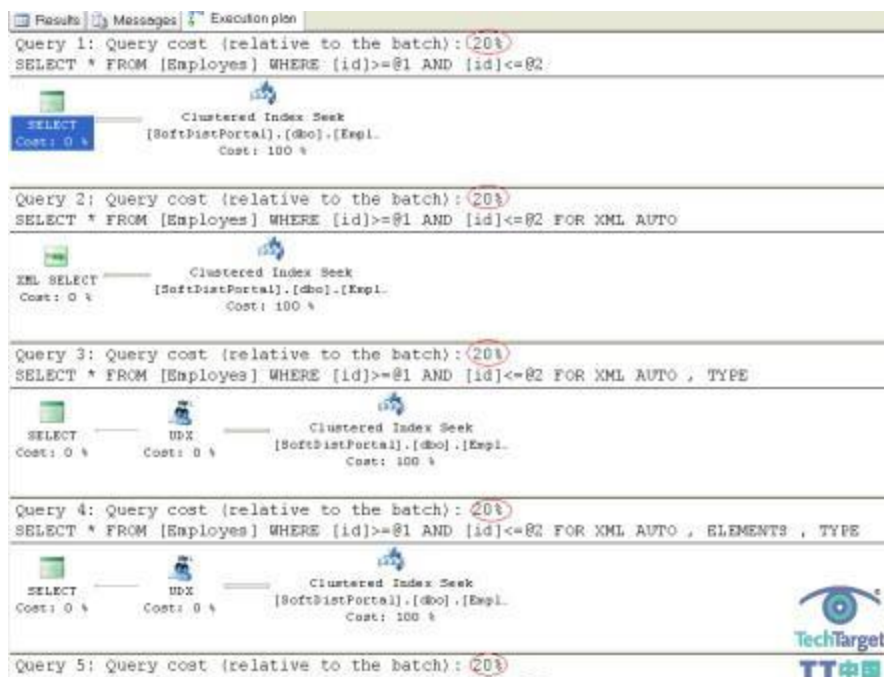 Results Messages Execution plan
Query 1: Query cost (relative to the batch): 20%
SELECT * FROM [Employes] WHERE [id]>=@1 AND [id]<=@2
SELECT
Cost: 0 %
Clustered Index Seek
[SoftDistPortal].[dbo].[Empl…
Cost: 100 %
Query 2: Query cost (relative to the batch): 20%
SELECT * FROM [Employes] WHERE [id]>=@1 AND [id]<=@2 FOR XML AUTO
XML SELECT
Cost: 0 %
Clustered Index Seek
[SoftDistPortal].[dbo].[Empl…
Cost: 100 %
Query 3: Query cost (relative to the batch): 20%
SELECT * FROM [Employes] WHERE [id]>=@1 AND [id]<=@2 FOR XML AUTO , TYPE
SELECT
Cost: 0 %
UDX
Cost: 0 %
Clustered Index Seek
[SoftDistPortal].[dbo].[Empl…
Cost: 100 %
Query 4: Query cost (relative to the batch): 20%
SELECT * FROM [Employes] WHERE [id]>=@1 AND [id]<=@2 FOR XML AUTO , ELEMENTS , TYPE
SELECT
Cost: 0 %
UDX
Cost: 0 %
Clustered Index Seek
[SoftDistPortal].[dbo].[Empl…
Cost: 100 %
TechTarget
TT中国
Query 5: Query cost (relative to the batch): 20%